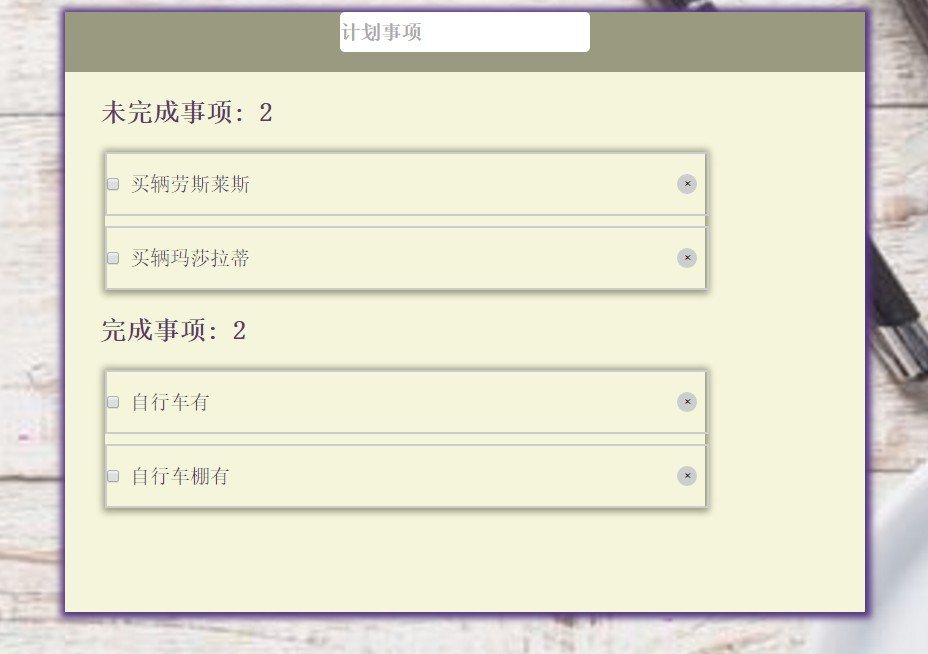 计划事项
未完成事项: 2
买辆劳斯莱斯
×
买辆玛莎拉蒂
×
完成事项: 2
自行车有
×
自行车棚有
×